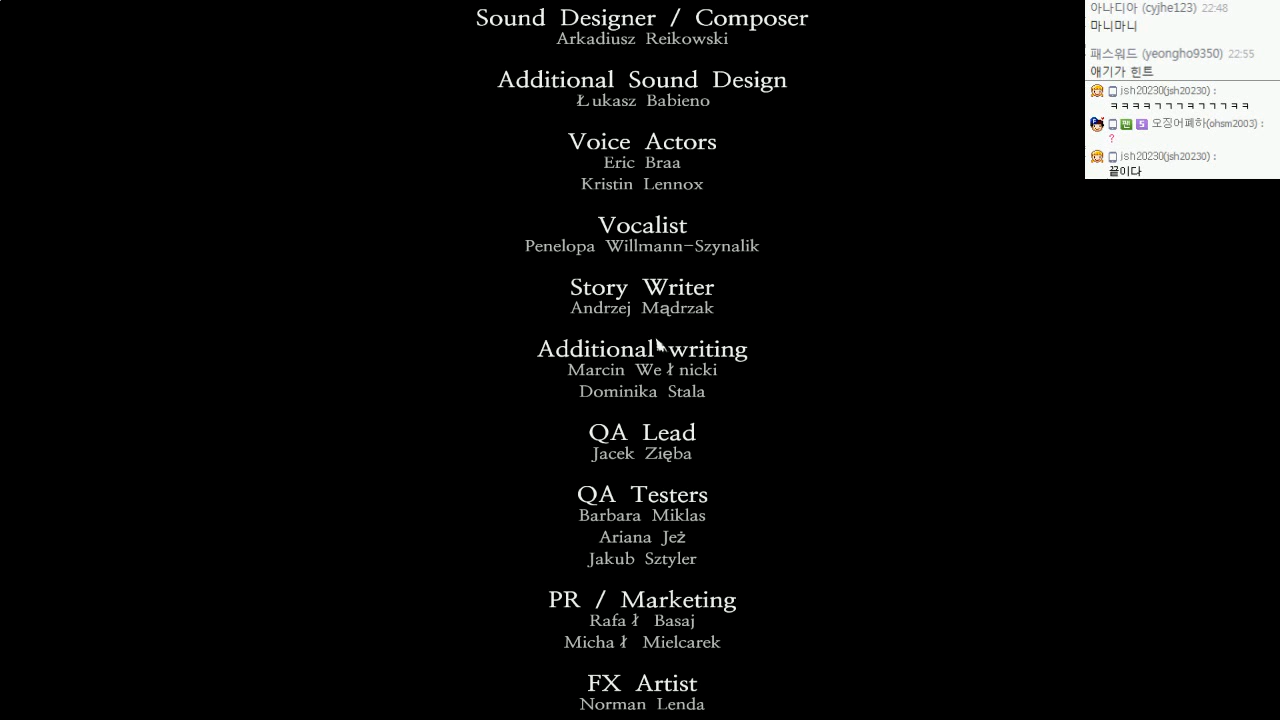 Sound Designer / Composer
Arkadiusz Reikowski
Additional Sound Design
Łukasz Babieno
Voice Actors
Eric Braa
Kristin Lennox
Vocalist
Penelopa Willmann-Szynalik
Story Writer
Andrzej Mądrzak
Additional writing
Marcin Wełnicki
Dominika Stala
QA Lead
Jacek Zięba
QA Testers
Barbara Miklas
Ariana Jeż
Jakub Sztyler
PR / Marketing
Rafał Basaj
Michał Mielcarek
FX Artist
Norman Lenda
아나디아 (cyjhe123) 22:48
마니마니
패스워드 (yeongho9350) 22:55
얘기가 힌트
jsh20230(jsh20230) :
ㅋㅋㅋㅋㄱㄱㄱㅋㄱㄱㄱㅋㅋ
팬 5 오징어폐하(ohsm2003) :
?
jsh20230(jsh20230) :
끝이다